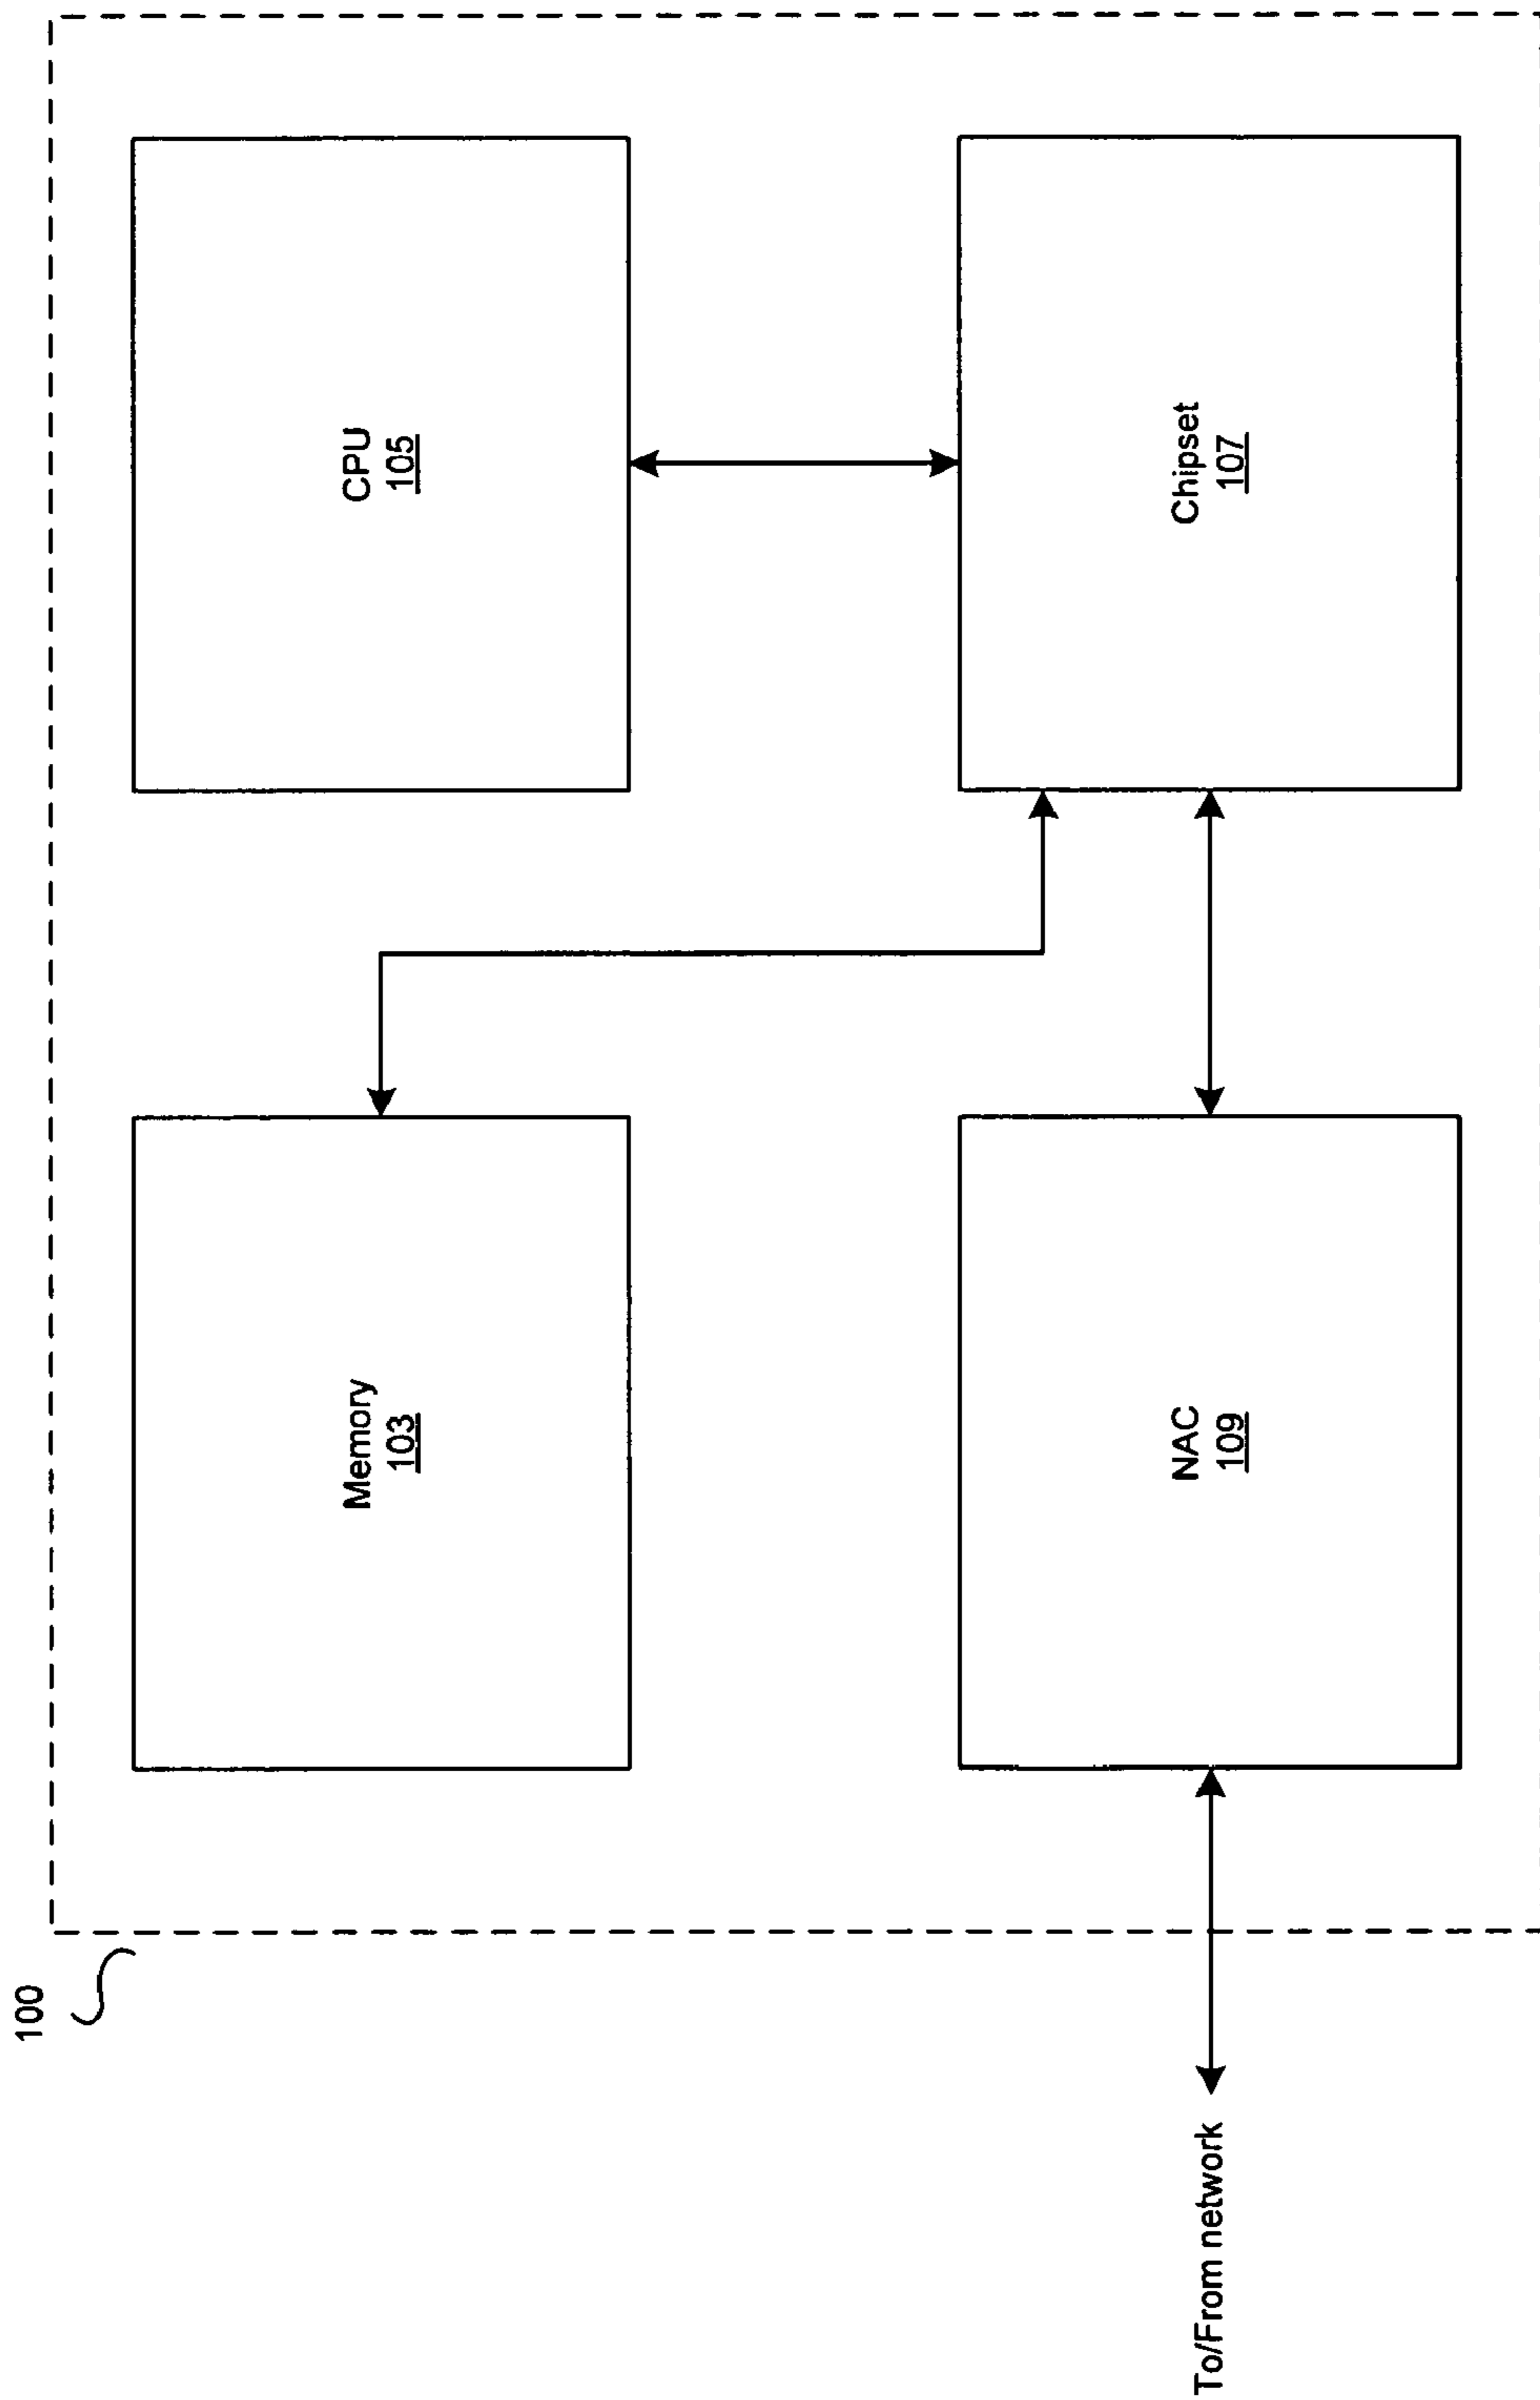 100
Memory
103
CPU
105
To/From network
NAC
109
Chipset
107